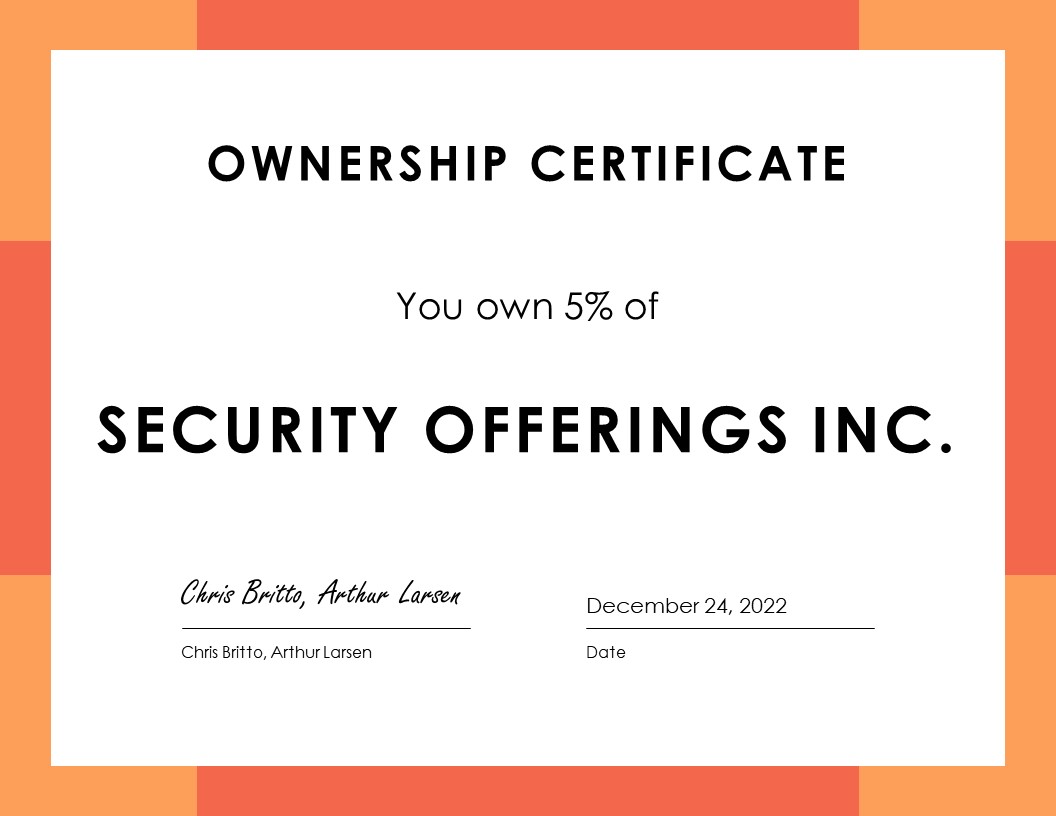 OWNERSHIP CERTIFICATE
You own 5% of
SECURITY OFFERINGS INC.
Chris Britto, Arthur Larsen
December 24, 2022
Chris Britto, Arthur Larsen
Date